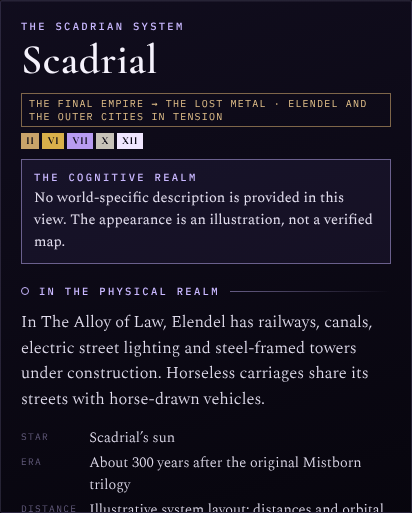 THE SCADRIAN SYSTEM
Scadrial
THE FINAL EMPIRE → THE LOST METAL · ELENDEL AND
THE OUTER CITIES IN TENSION
II VI VII X XII
THE COGNITIVE REALM
No world-specific description is provided in this
view. The appearance is an illustration, not a verified
map.
IN THE PHYSICAL REALM
In The Alloy of Law, Elendel has railways, canals,
electric street lighting and steel-framed towers
under construction. Horseless carriages share its
streets with horse-drawn vehicles.
STAR Scadrial’s sun
ERA About 300 years after the original Mistborn
trilogy
DISTANCE Illustrative system layout; distances and orbital